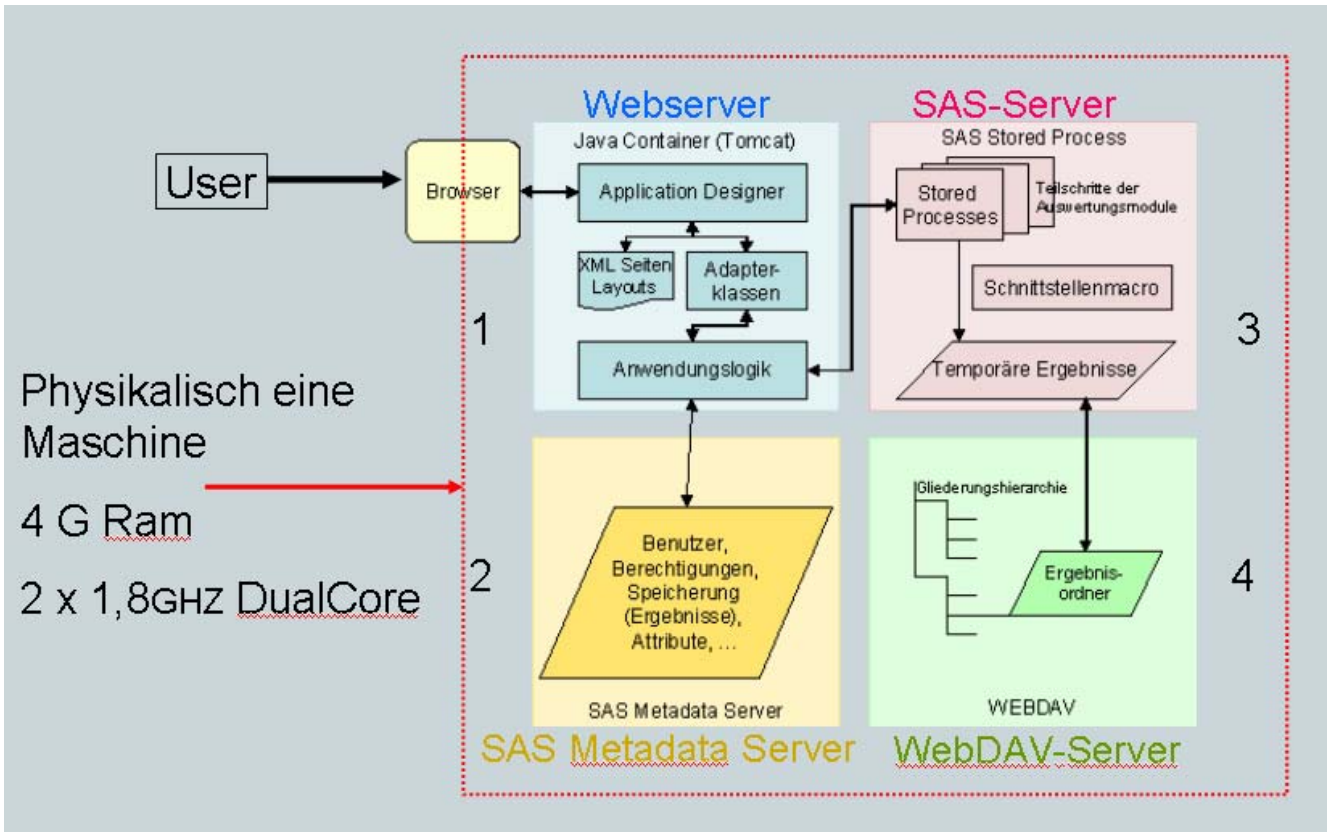 Webserver
SAS-Server
Java Container (Tomcat)
SAS Stored Process
User
Browser
Application Designer
Stored
Processes
Teilschritte der
Auswertungsmodule
XML Seiten
Layouts
Adapter-
klassen
Schnittstellenmacro
1
3
Anwendungslogik
Temporäre Ergebnisse
Physikalisch eine
Maschine
4 G Ram
2 x 1,8GHZ DualCore
2
Benutzer,
Berechtigungen,
Speicherung
(Ergebnisse),
Attribute, ...
SAS Metadata Server
SAS Metadata Server
Gliederungshierarchie
Ergebnis-
ordner
4
WEBDAV
WebDAV-Server